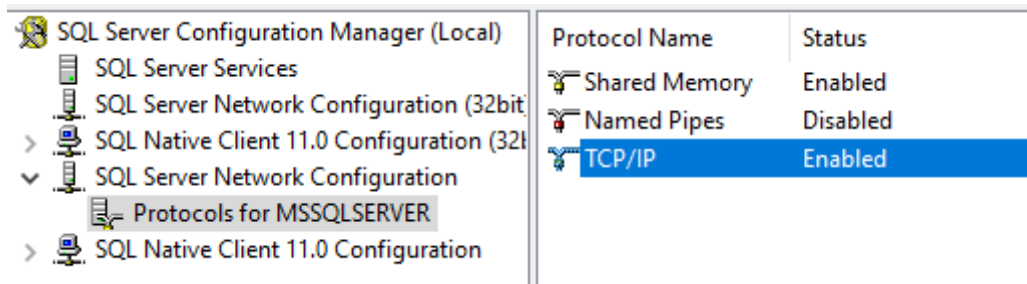 SQL Server Configuration Manager (Local)
SQL Server Services
SQL Server Network Configuration (32bit
SQL Native Client 11.0 Configuration (32
SQL Server Network Configuration
Protocols for MSSQLSERVER
SQL Native Client 11.0 Configuration
Protocol Name Status
Shared Memory Enabled
Named Pipes Disabled
TCP/IP Enabled